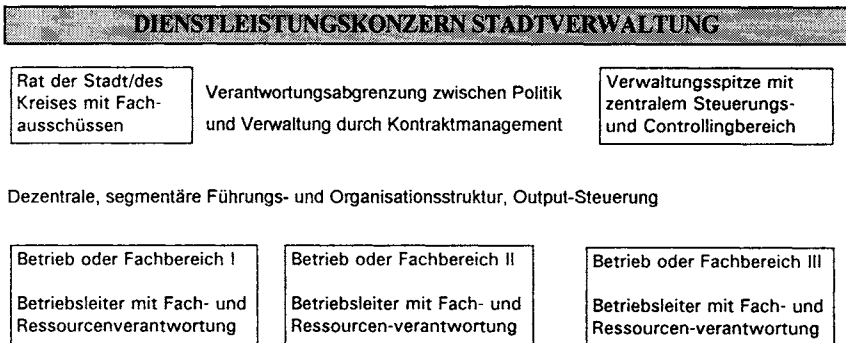 DIENSTLEISTUNGSKONZERN STADTVERWALTUNG
Rat der Stadt/des
Kreises mit Fach-
ausschüssen
Verantwortungsabgrenzung zwischen Politik
und Verwaltung durch Kontraktmanagement
Verwaltungsspitze mit
zentralem Steuerungs-
und Controllingbereich
Dezentrale, segmentäre Führungs- und Organisationsstruktur, Output-Steuerung
Betrieb oder Fachbereich I
Betriebsleiter mit Fach- und
Ressourcenverantwortung
Betrieb oder Fachbereich II
Betriebsleiter mit Fach- und
Ressourcen-verantwortung
Betrieb oder Fachbereich III
Betriebsleiter mit Fach- und
Ressourcen-verantwortung